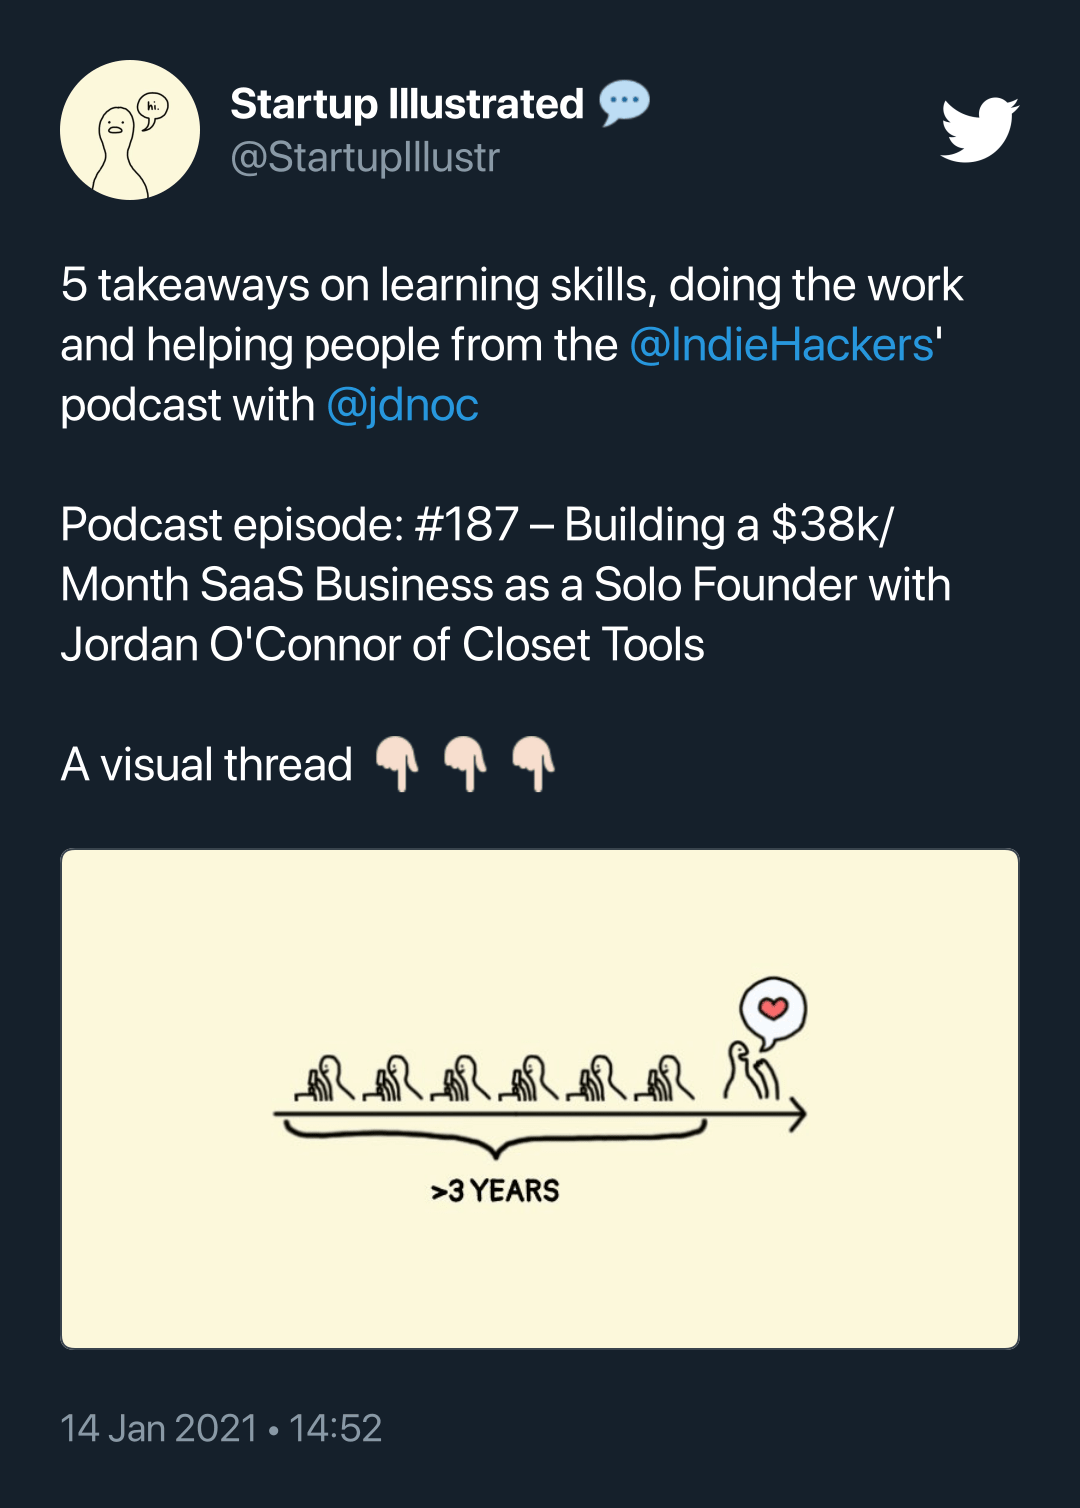 hi.
Startup Illustrated 💬
@StartupIllustr
5 takeaways on learning skills, doing the work
and helping people from the @IndieHackers'
podcast with @jdnoc
Podcast episode: #187 – Building a $38k/
Month SaaS Business as a Solo Founder with
Jordan O'Connor of Closet Tools
A visual thread 👇🏻 👇🏻 👇🏻
>3 YEARS
14 Jan 2021 • 14:52